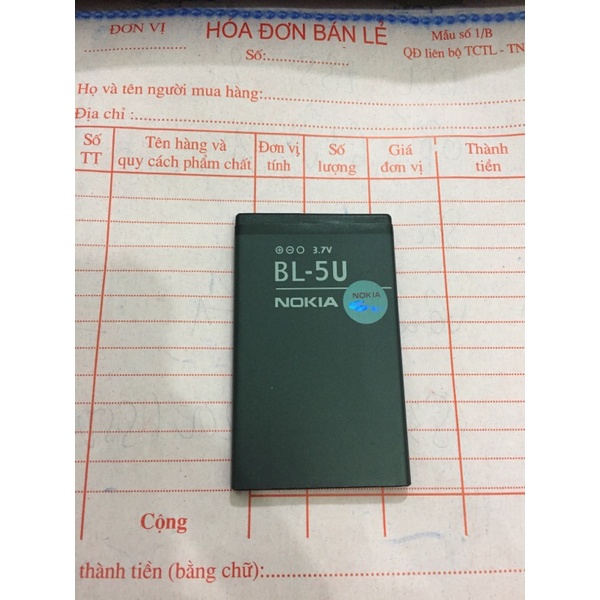 ĐƠN VỊ
HÓA ĐƠN BÁN LẺ
Mẫu số 1/B
Số:
QĐ liên bộ TCTL - TN
Họ và tên người mua hàng:
Địa chỉ :
Số TT
Tên hàng và quy cách phẩm chất
Đơn vị tính
Số lượng
Giá đơn vị
Thành tiền
⊕⊖○ 3.7V
BL-5U
NOKIA
NOKIA
Cộng
thành tiền (bằng chữ):